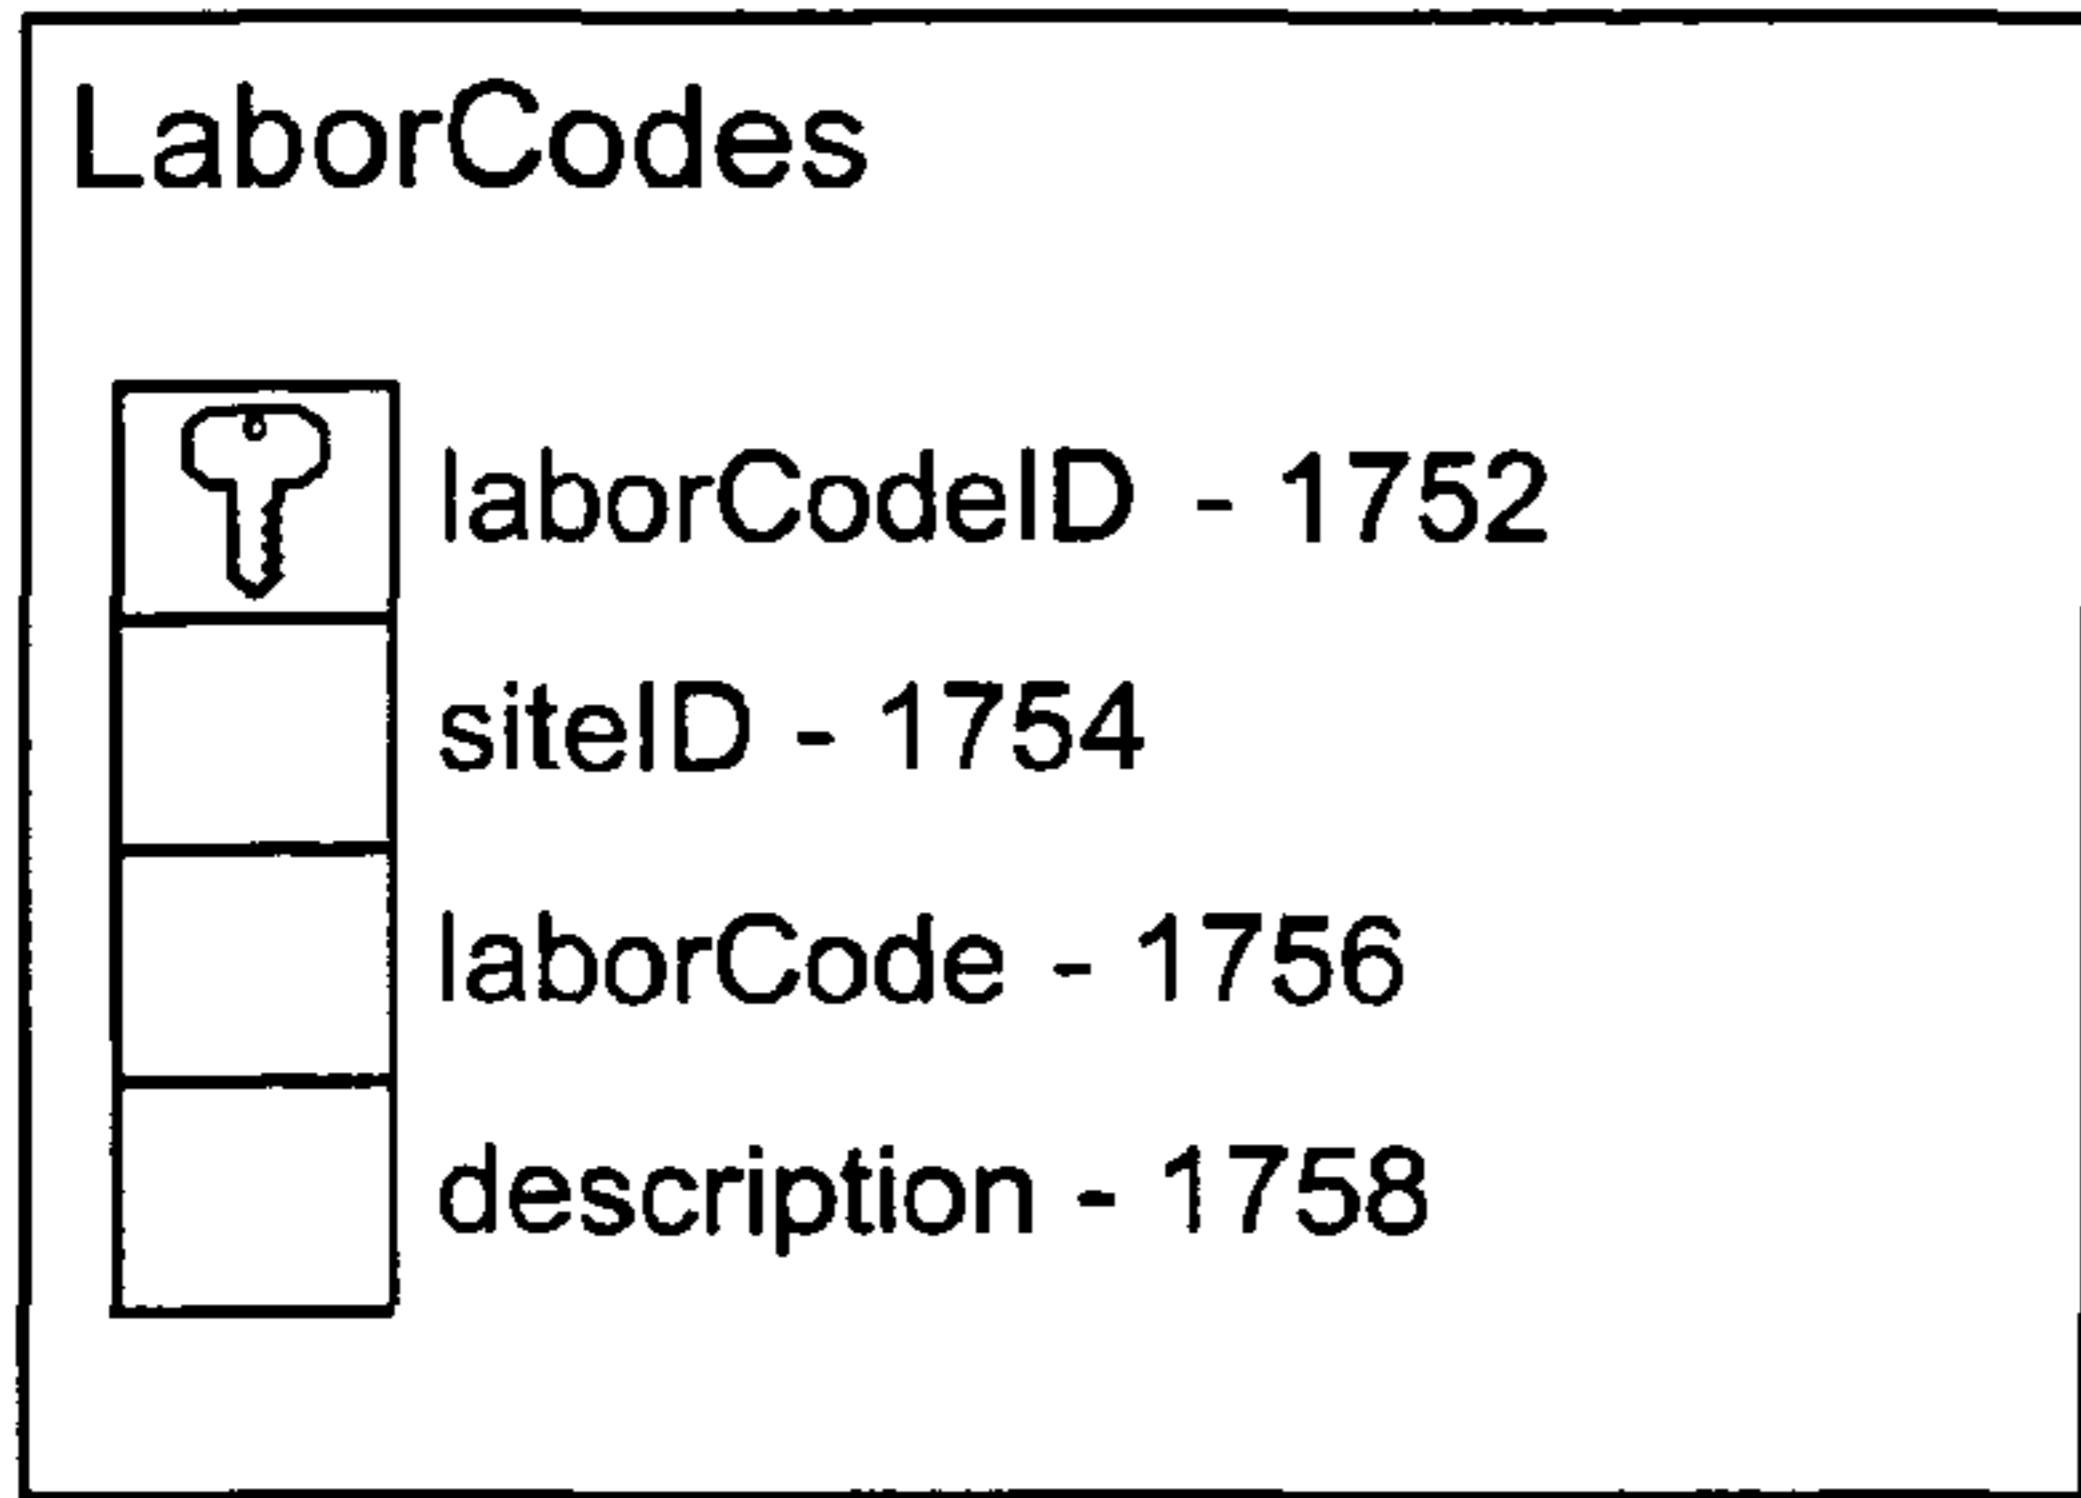 LaborCodes
laborCodeID - 1752
siteID - 1754
laborCode - 1756
description - 1758